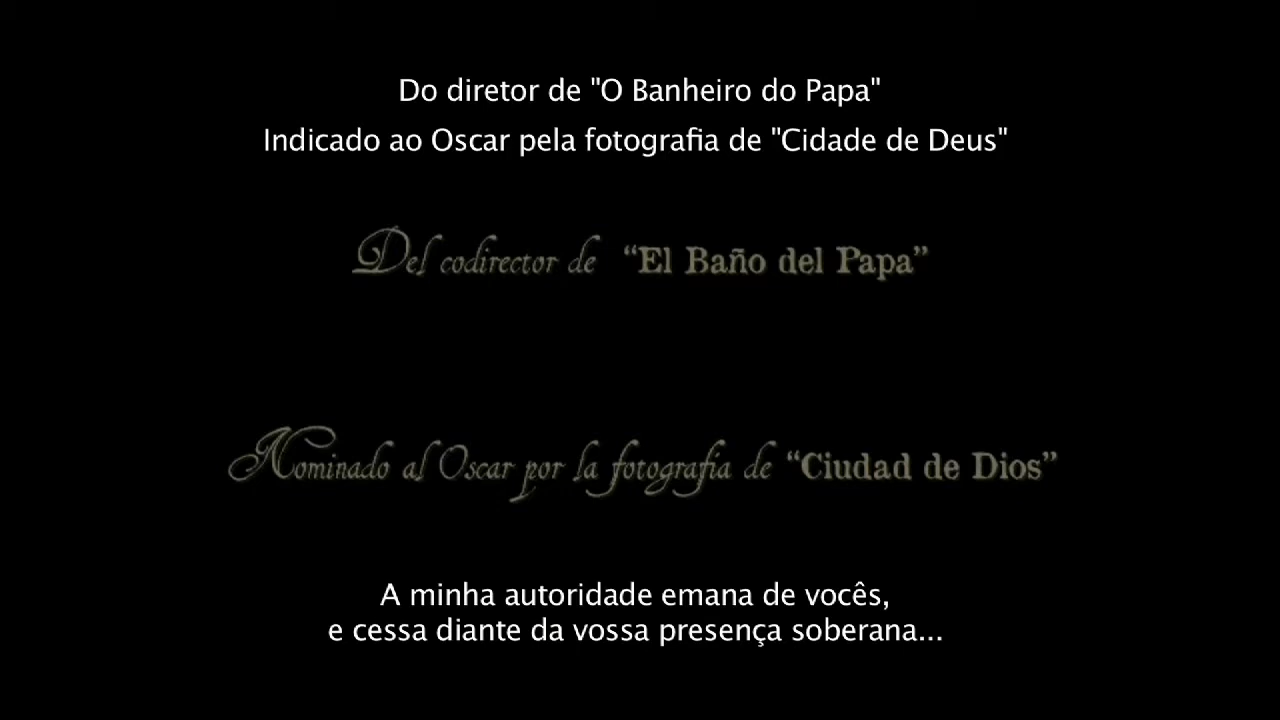 Do diretor de "O Banheiro do Papa"
Indicado ao Oscar pela fotografia de "Cidade de Deus"
Del codirector de “El Baño del Papa”
Nominado al Oscar por la fotografía de “Ciudad de Dios”
A minha autoridade emana de vocês,
e cessa diante da vossa presença soberana...